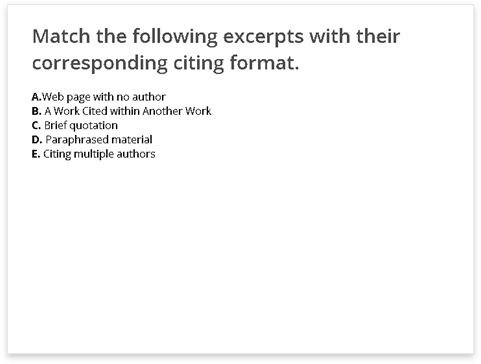 Match the following excerpts with their
corresponding citing format.
A.Web page with no author
B. A Work Cited within Another Work
C. Brief quotation
D. Paraphrased material
E. Citing multiple authors